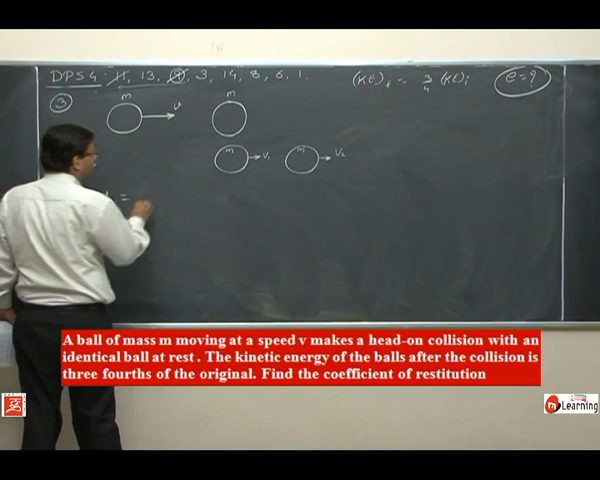 DPS 4 : 11, 13, 9, 3, 14, 8, 6, 1.
(KE)f = 3/4 (KE)i
e = ?
3
m
v
m
m
v1
m
v2
=
A ball of mass m moving at a speed v makes a head-on collision with an
identical ball at rest . The kinetic energy of the balls after the collision is
three fourths of the original. Find the coefficient of restitution
m Learning